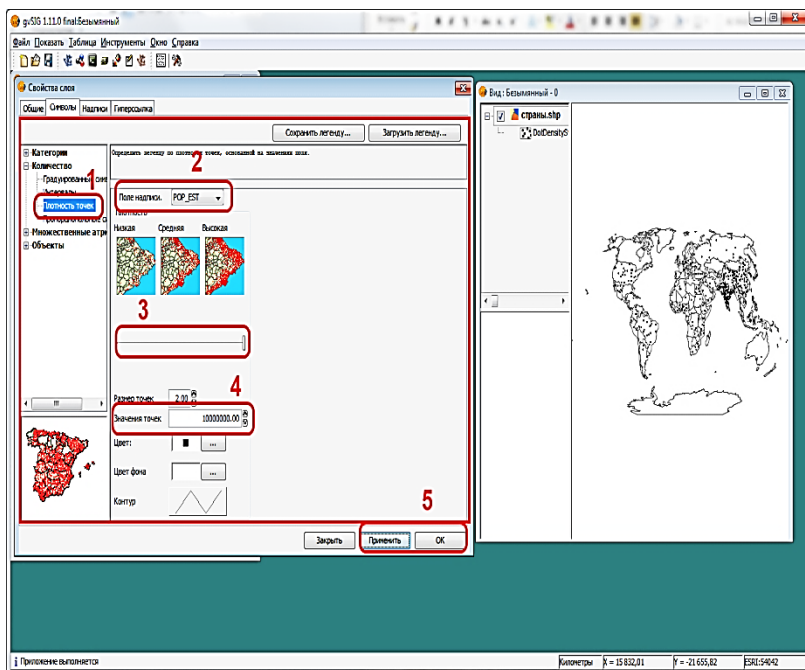 gvSIG 1.11.0 final:Безымянный
Файл Показать Таблица Инструменты Окно Справка
Свойства слоя
Общие Символы Надписи Гиперссылка
Сохранить легенду... Загрузить легенду...
Категории
Количество
Градуированный
1
Плотность точек
Множественные атри
Объекты
Определить легенду по плотности точек, основанной на значении поля.
2
Поле надписи. POP_EST
Плотность
Низкая Средняя Высокая
3
4
Размер точек 2.00
Значения точек 10000000.00
Цвет: ...
Цвет фона ...
Контур
5
Закрыть Применить OK
Вид : Безымянный - 0
страны.shp
DotDensityS
Приложение выполняется
Километры X = 15 832,01 Y = -21 655,82 ESRI:54042